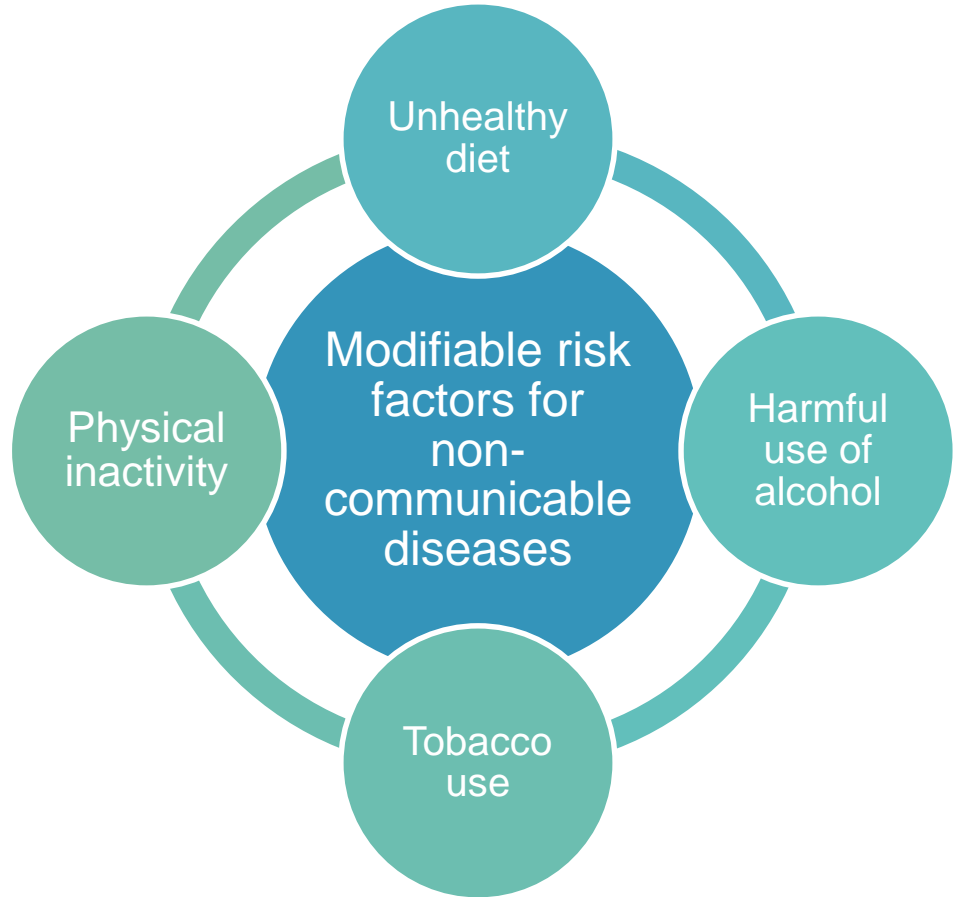 Unhealthy
diet
Modifiable risk
factors for
non-
communicable
diseases
Harmful
use of
alcohol
Physical
inactivity
Tobacco
use